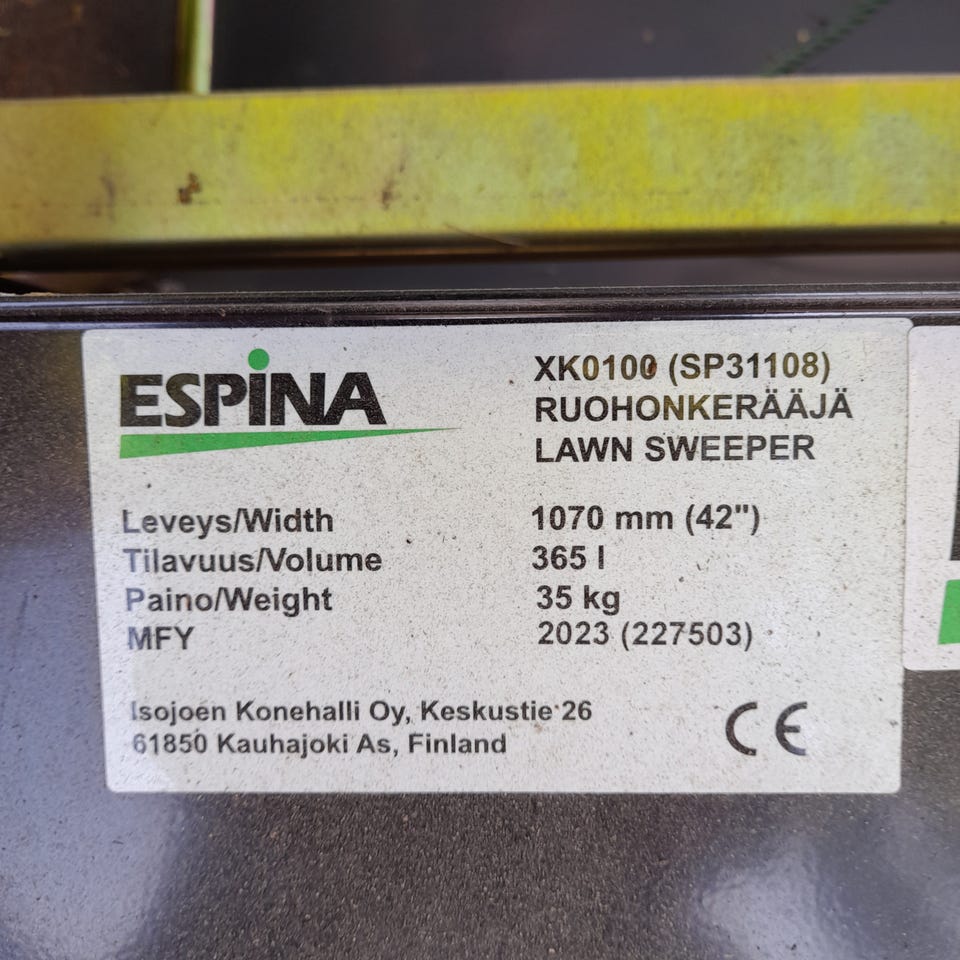 ESPINA
XK0100 (SP31108)
RUOHONKERÄÄJÄ
LAWN SWEEPER
Leveys/Width 1070 mm (42")
Tilavuus/Volume 365 l
Paino/Weight 35 kg
MFY 2023 (227503)
Isojoen Konehalli Oy, Keskustie 26
61850 Kauhajoki As, Finland
CE